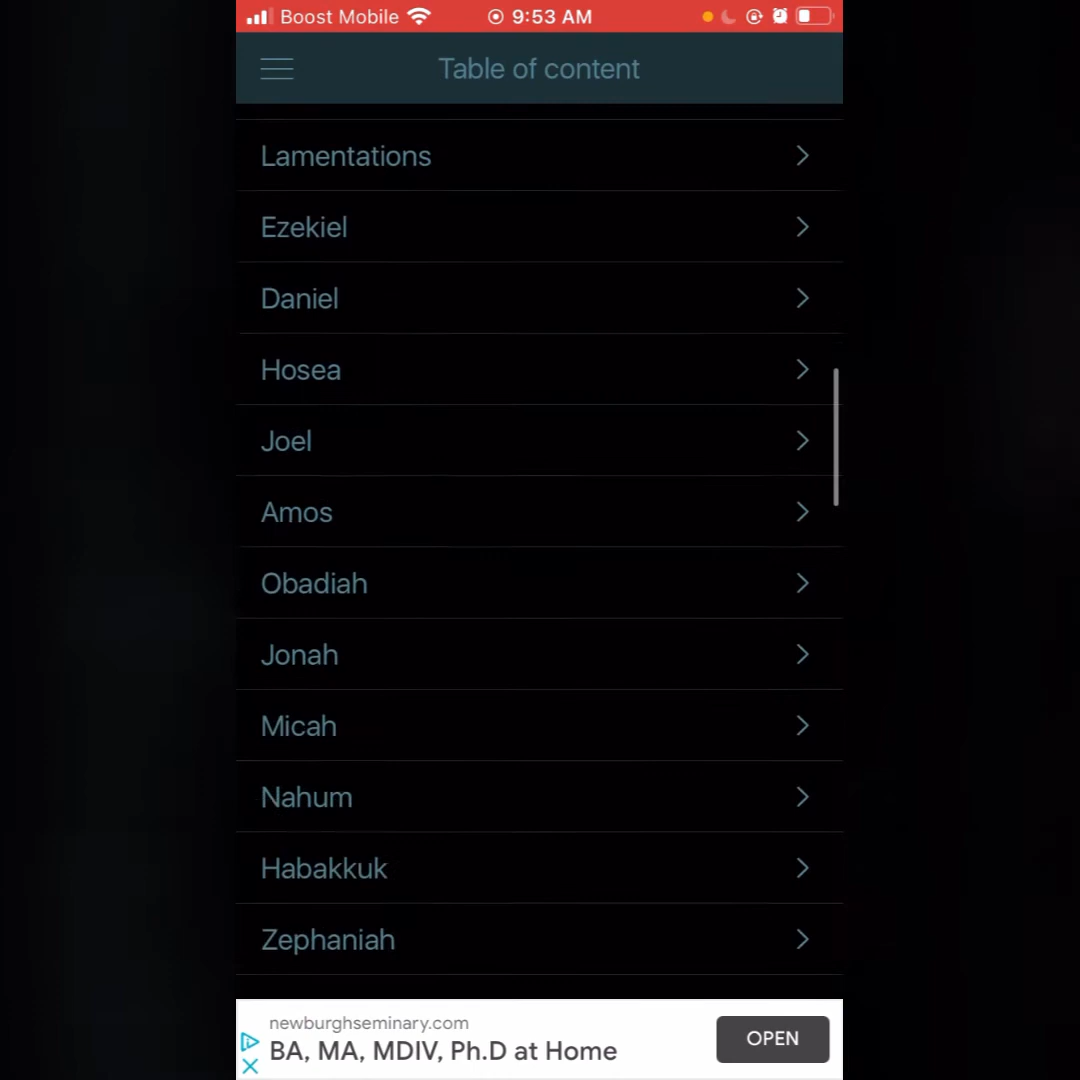 Boost Mobile 9:53 AM
Table of content
Lamentations
Ezekiel
Daniel
Hosea
Joel
Amos
Obadiah
Jonah
Micah
Nahum
Habakkuk
Zephaniah
newburghseminary.com
BA, MA, MDIV, Ph.D at Home
OPEN